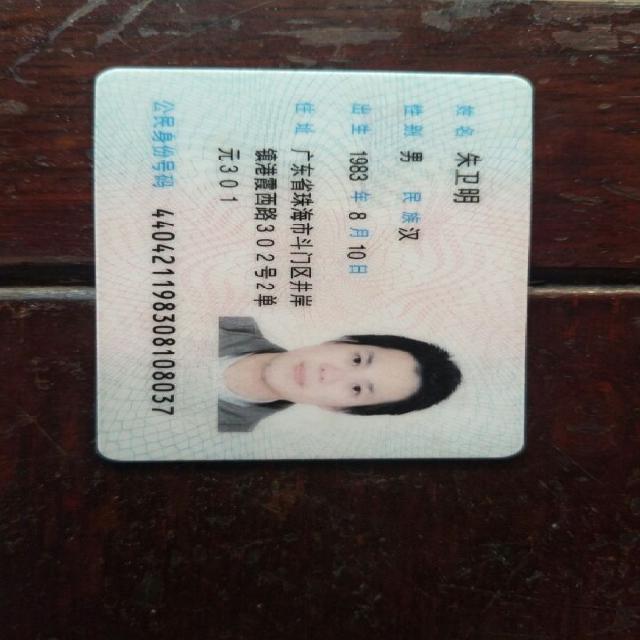 姓名 朱卫明
性别 男 民族 汉
出生 1983 年 8 月 10 日
住址 广东省珠海市斗门区井岸
镇港霞西路302号2单
元301
公民身份号码 440421198308108037